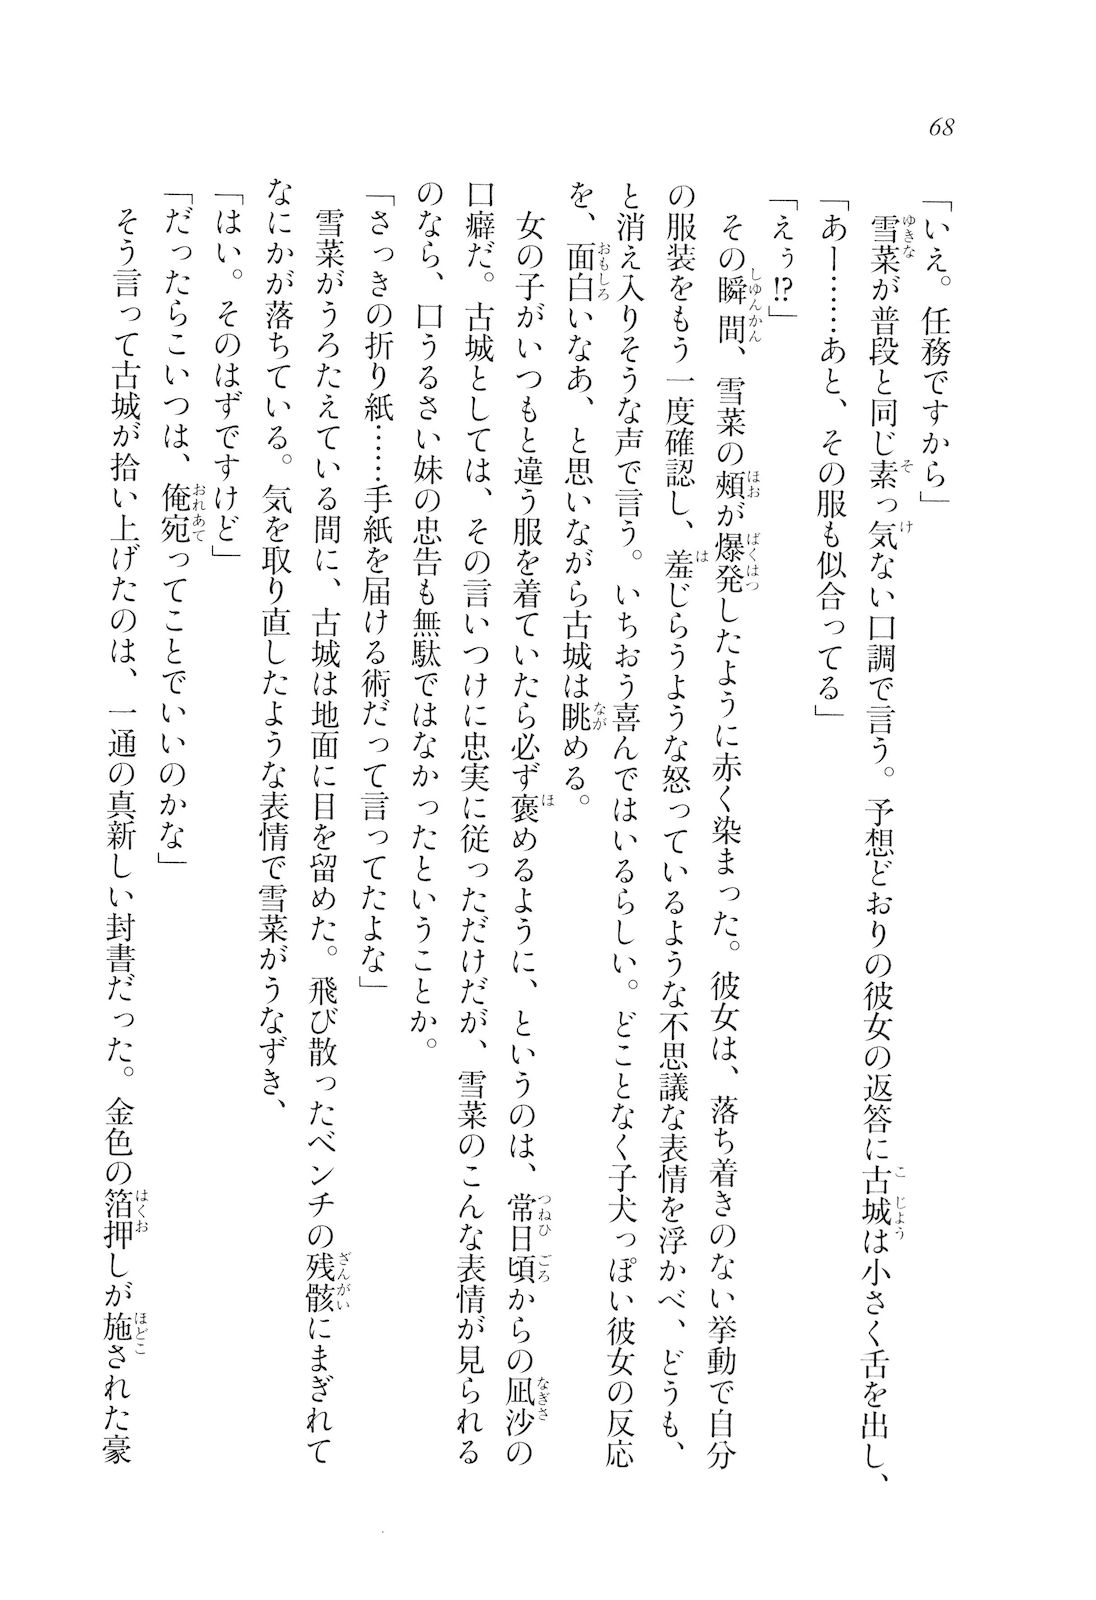 68
「いえ。任務ですから」
　雪菜が普段と同じ素っ気ない口調で言う。予想どおりの彼女の返答に古城は小さく舌を出し、
「あー……あと、その服も似合ってる」
「えぅ!?」
　その瞬間、雪菜の頰が爆発したように赤く染まった。彼女は、落ち着きのない挙動で自分
の服装をもう一度確認し、羞じらうような怒っているような不思議な表情を浮かべ、どうも、
と消え入りそうな声で言う。いちおう喜んではいるらしい。どことなく子犬っぽい彼女の反応
を、面白いなあ、と思いながら古城は眺める。
　女の子がいつもと違う服を着ていたら必ず褒めるように、というのは、常日頃からの凪沙の
口癖だ。古城としては、その言いつけに忠実に従っただけだが、雪菜のこんな表情が見られる
のなら、口うるさい妹の忠告も無駄ではなかったということか。
「さっきの折り紙……手紙を届ける術だって言ってたよな」
　雪菜がうろたえている間に、古城は地面に目を留めた。飛び散ったベンチの残骸にまぎれて
なにかが落ちている。気を取り直したような表情で雪菜がうなずき、
「はい。そのはずですけど」
「だったらこいつは、俺宛ってことでいいのかな」
　そう言って古城が拾い上げたのは、一通の真新しい封書だった。金色の箔押しが施された豪